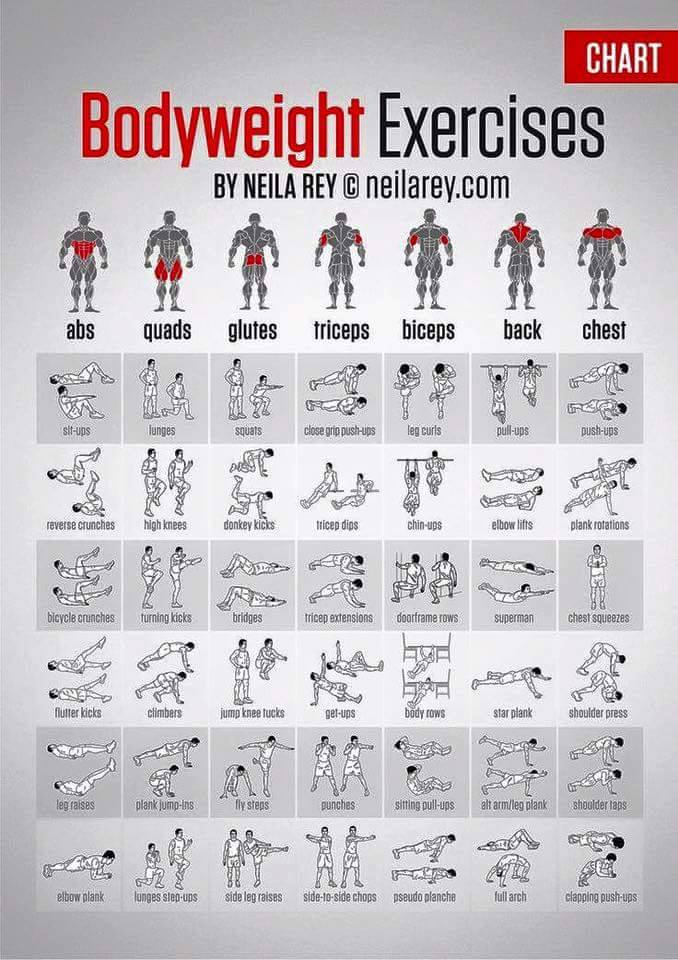 CHART
Bodyweight Exercises
BY NEILA REY © neilarey.com
abs quads glutes triceps biceps back chest
sit-ups lunges squats close grip push-ups leg curls pull-ups push-ups
reverse crunches high knees donkey kicks tricep dips chin-ups elbow lifts plank rotations
bicycle crunches turning kicks bridges tricep extensions doorframe rows superman chest squeezes
flutter kicks climbers jump knee tucks get-ups body rows star plank shoulder press
leg raises plank jump-ins fly steps punches sitting pull-ups alt arm/leg plank shoulder taps
elbow plank lunges step-ups side leg raises side-to-side chops pseudo planche full arch clapping push-ups